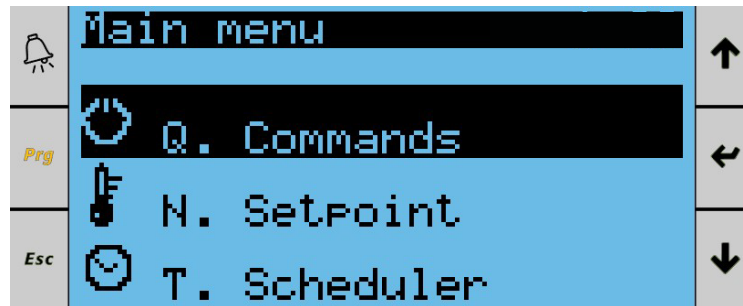 Main menu
Q. Commands
Prg
N. Setpoint
Esc
T. Scheduler